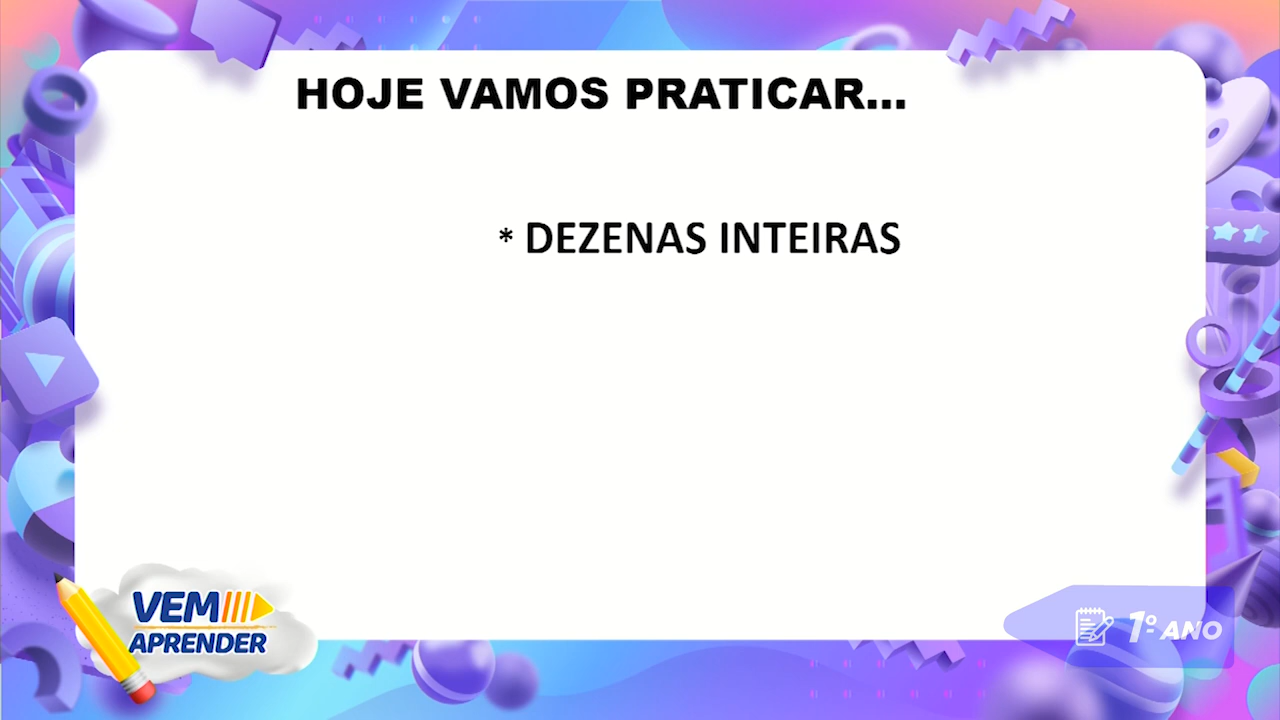 HOJE VAMOS PRATICAR...
* DEZENAS INTEIRAS
VEM
APRENDER
1º ANO